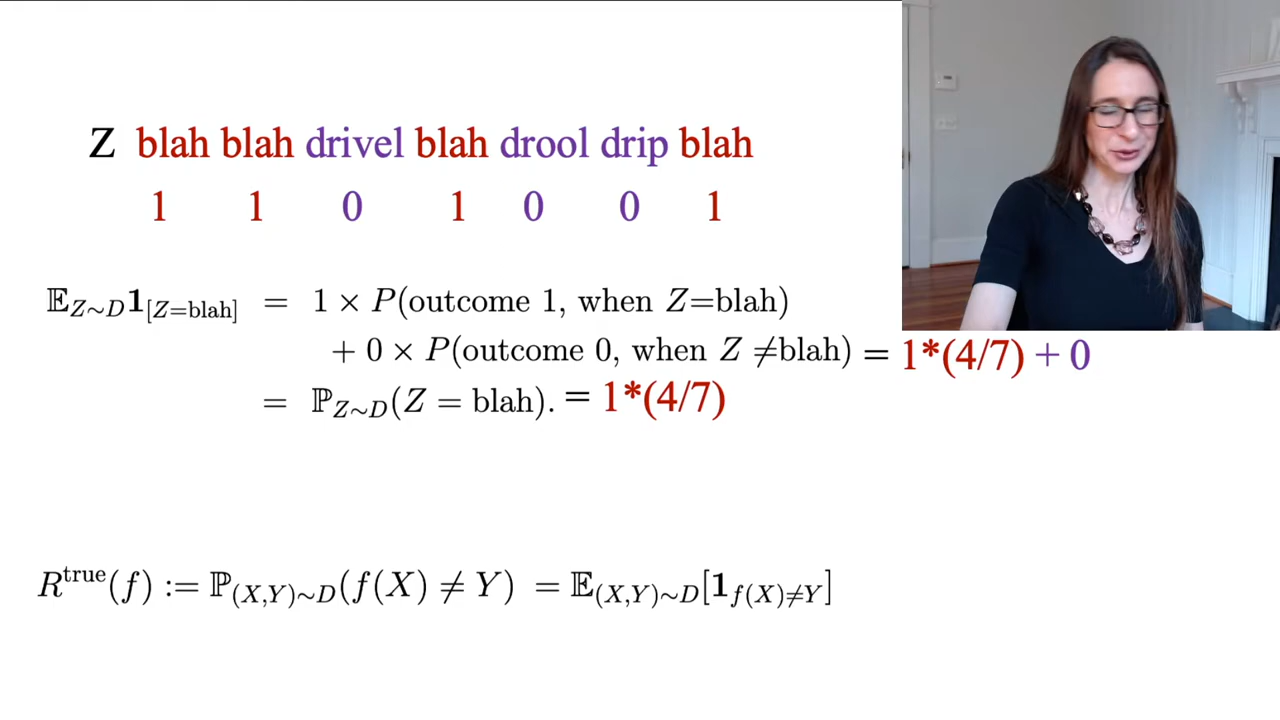 Z blah blah drivel blah drool drip blah
1 1 0 1 0 0 1
𝔼_{Z∼D}𝟏_{[Z=blah]} = 1 × P(outcome 1, when Z=blah)
+ 0 × P(outcome 0, when Z ≠blah) = 1*(4/7) + 0
= ℙ_{Z∼D}(Z = blah). = 1*(4/7)
R^{true}(f) := ℙ_{(X,Y)∼D}(f(X) ≠ Y) = 𝔼_{(X,Y)∼D}[𝟏_{f(X)≠Y}]